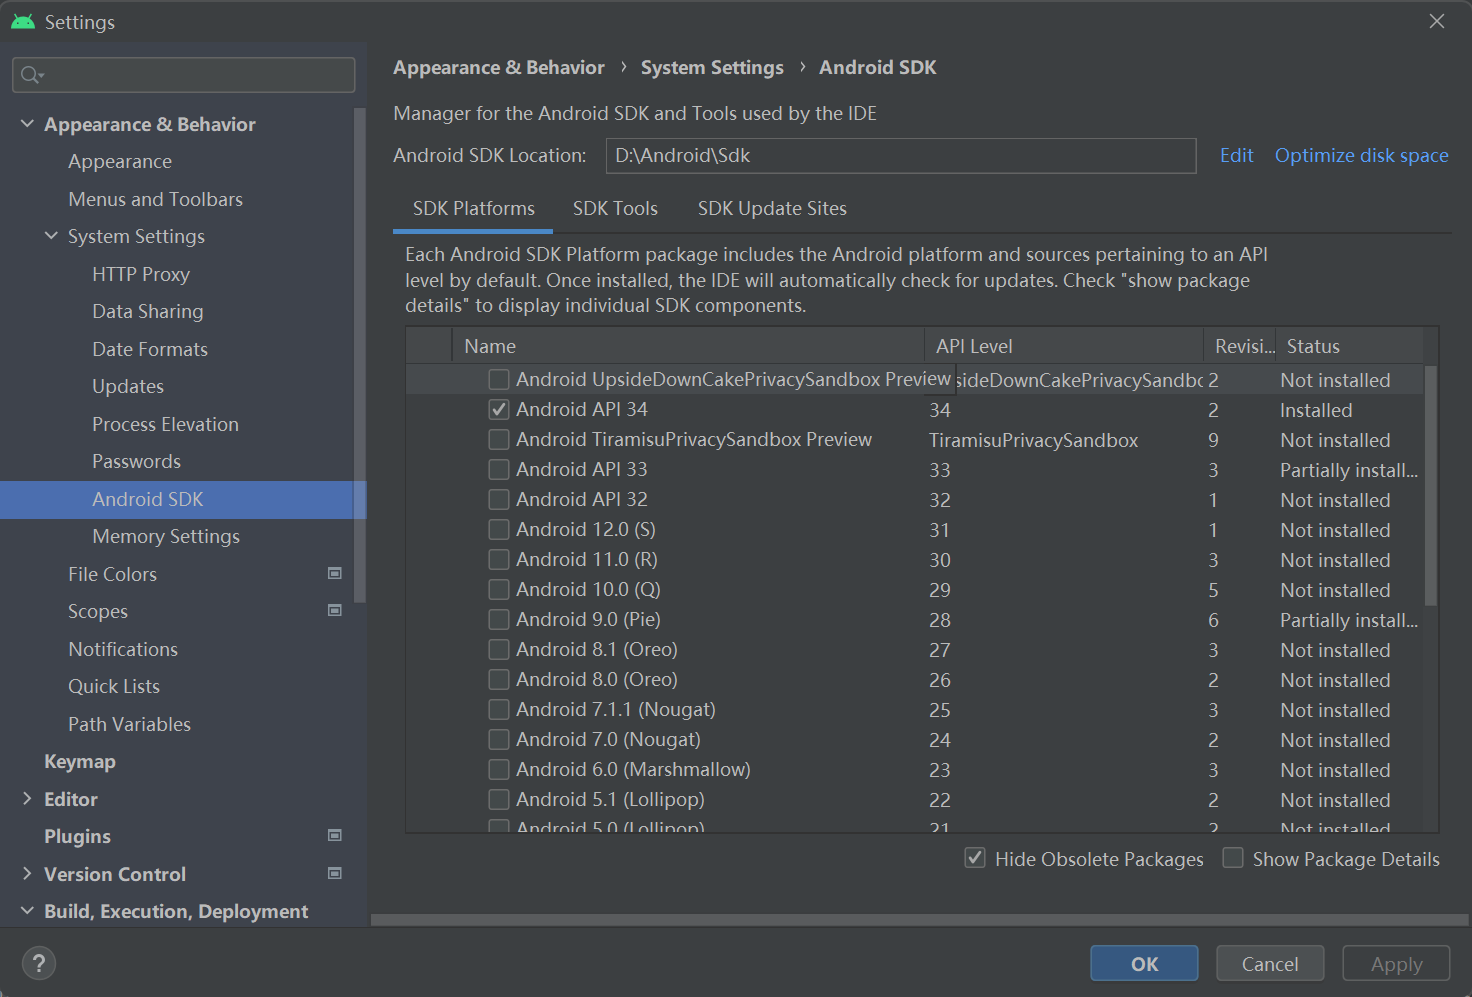 Settings
Appearance & Behavior
Appearance
Menus and Toolbars
System Settings
HTTP Proxy
Data Sharing
Date Formats
Updates
Process Elevation
Passwords
Android SDK
Memory Settings
File Colors
Scopes
Notifications
Quick Lists
Path Variables
Keymap
Editor
Plugins
Version Control
Build, Execution, Deployment
Appearance & Behavior › System Settings › Android SDK
Manager for the Android SDK and Tools used by the IDE
Android SDK Location: D:\Android\Sdk Edit Optimize disk space
SDK Platforms SDK Tools SDK Update Sites
Each Android SDK Platform package includes the Android platform and sources pertaining to an API
level by default. Once installed, the IDE will automatically check for updates. Check "show package
details" to display individual SDK components.
Name API Level Revisi... Status
Android UpsideDownCakePrivacySandbox Preview sideDownCakePrivacySandbo 2 Not installed
Android API 34 34 2 Installed
Android TiramisuPrivacySandbox Preview TiramisuPrivacySandbox 9 Not installed
Android API 33 33 3 Partially install...
Android API 32 32 1 Not installed
Android 12.0 (S) 31 1 Not installed
Android 11.0 (R) 30 3 Not installed
Android 10.0 (Q) 29 5 Not installed
Android 9.0 (Pie) 28 6 Partially install...
Android 8.1 (Oreo) 27 3 Not installed
Android 8.0 (Oreo) 26 2 Not installed
Android 7.1.1 (Nougat) 25 3 Not installed
Android 7.0 (Nougat) 24 2 Not installed
Android 6.0 (Marshmallow) 23 3 Not installed
Android 5.1 (Lollipop) 22 2 Not installed
Android 5.0 (Lollipop) 21 2 Not installed
Hide Obsolete Packages Show Package Details
? OK Cancel Apply